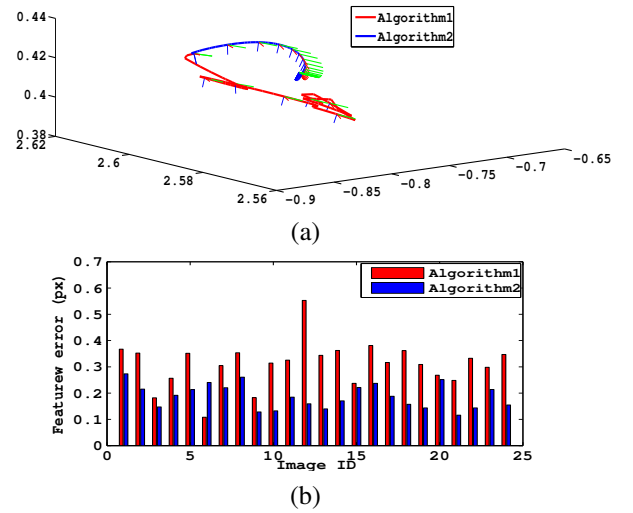 0.44
0.42
0.4
0.38
2.62
2.6
2.58
2.56
-0.9
-0.85
-0.8
-0.75
-0.7
-0.65
Algorithm1
Algorithm2
(a)
0.7
0.6
0.5
0.4
0.3
0.2
0.1
0
Featurew error (px)
Algorithm1
Algorithm2
0 5 10 15 20 25
Image ID
(b)